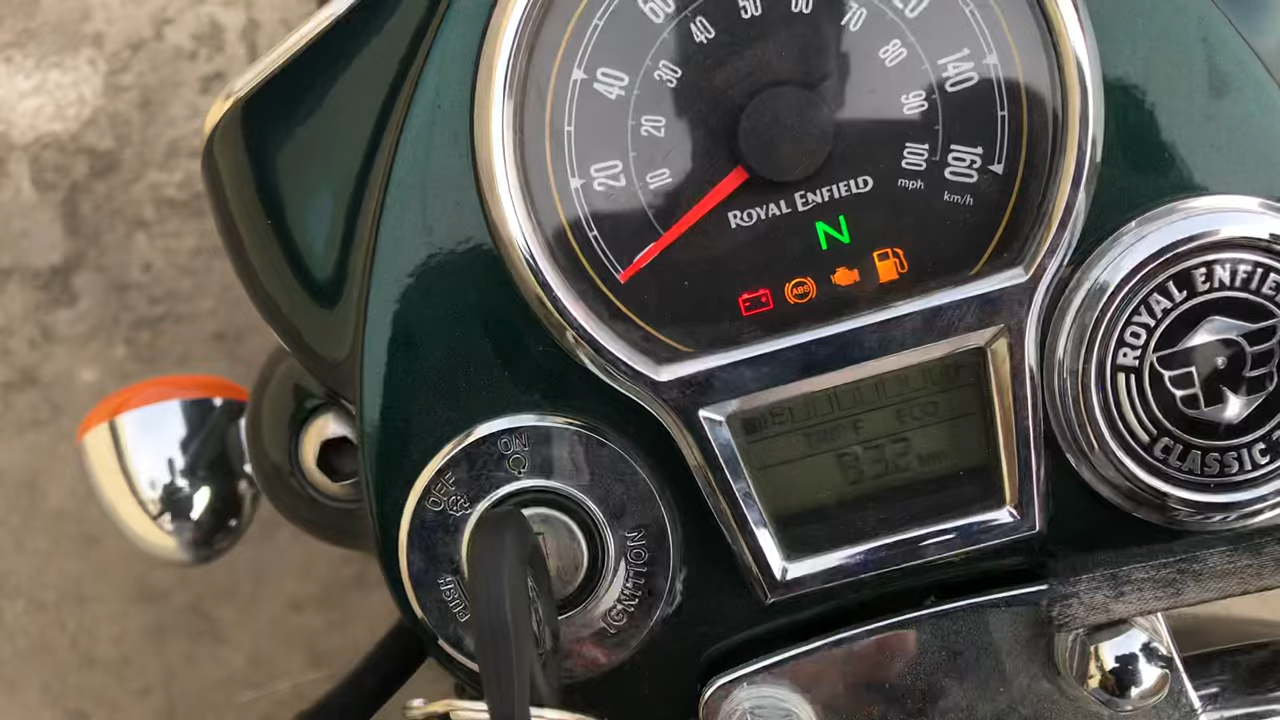 60
50
60
70
120
40
80
40
30
140
90
20
100
160
20
10
mph
km/h
ROYAL ENFIELD
N
ABS
ECO
TRIP F
ROYAL ENFIE
CLASSIC
ON
OFF
PUSH
IGNITION